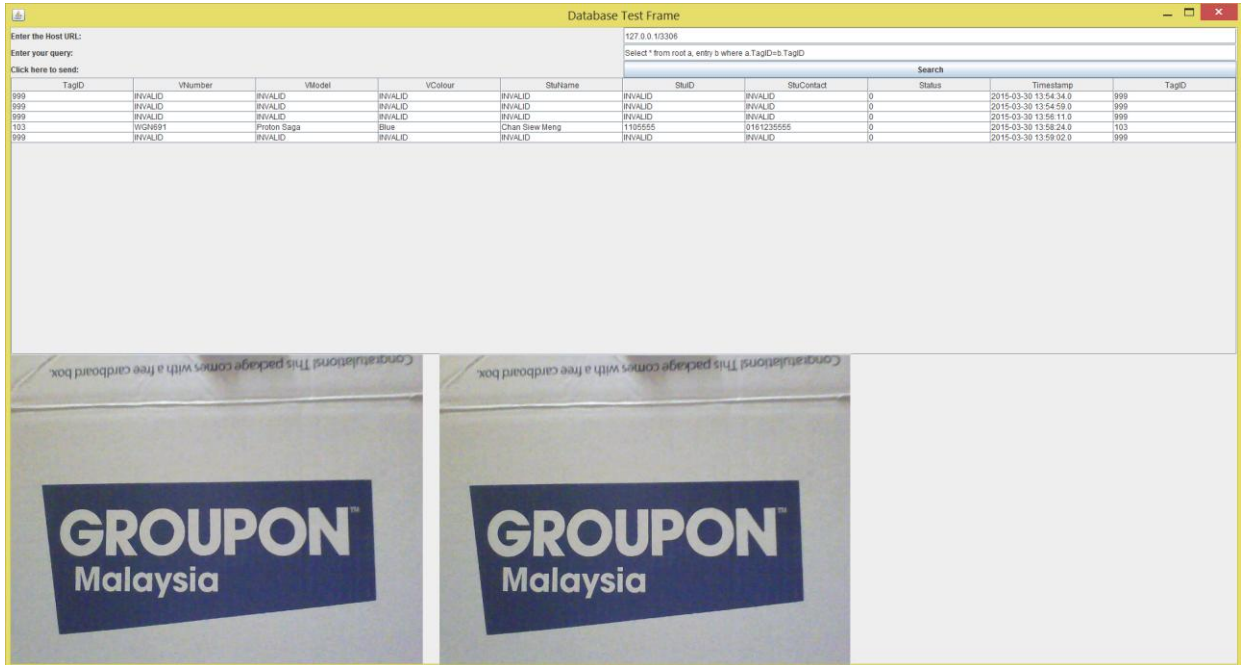 Database Test Frame
Enter the Host URL: 127.0.0.1/3306
Enter your query: Select * from root a, entry b where a.TagID=b.TagID
Click here to send: Search
TagID VNumber VModel VColour StuName StuID StuContact Status Timestamp TagID
999 INVALID INVALID INVALID INVALID INVALID INVALID 0 2015-03-30 13:54:34.0 999
999 INVALID INVALID INVALID INVALID INVALID INVALID 0 2015-03-30 13:54:59.0 999
999 INVALID INVALID INVALID INVALID INVALID INVALID 0 2015-03-30 13:56:11.0 999
103 WGN691 Proton Saga Blue Chan Siew Meng 1105555 0161235555 0 2015-03-30 13:58:24.0 103
999 INVALID INVALID INVALID INVALID INVALID INVALID 0 2015-03-30 13:59:02.0 999
Congratulations! This package comes with a free cardboard box.
GROUPON™
Malaysia
Congratulations! This package comes with a free cardboard box.
GROUPON™
Malaysia